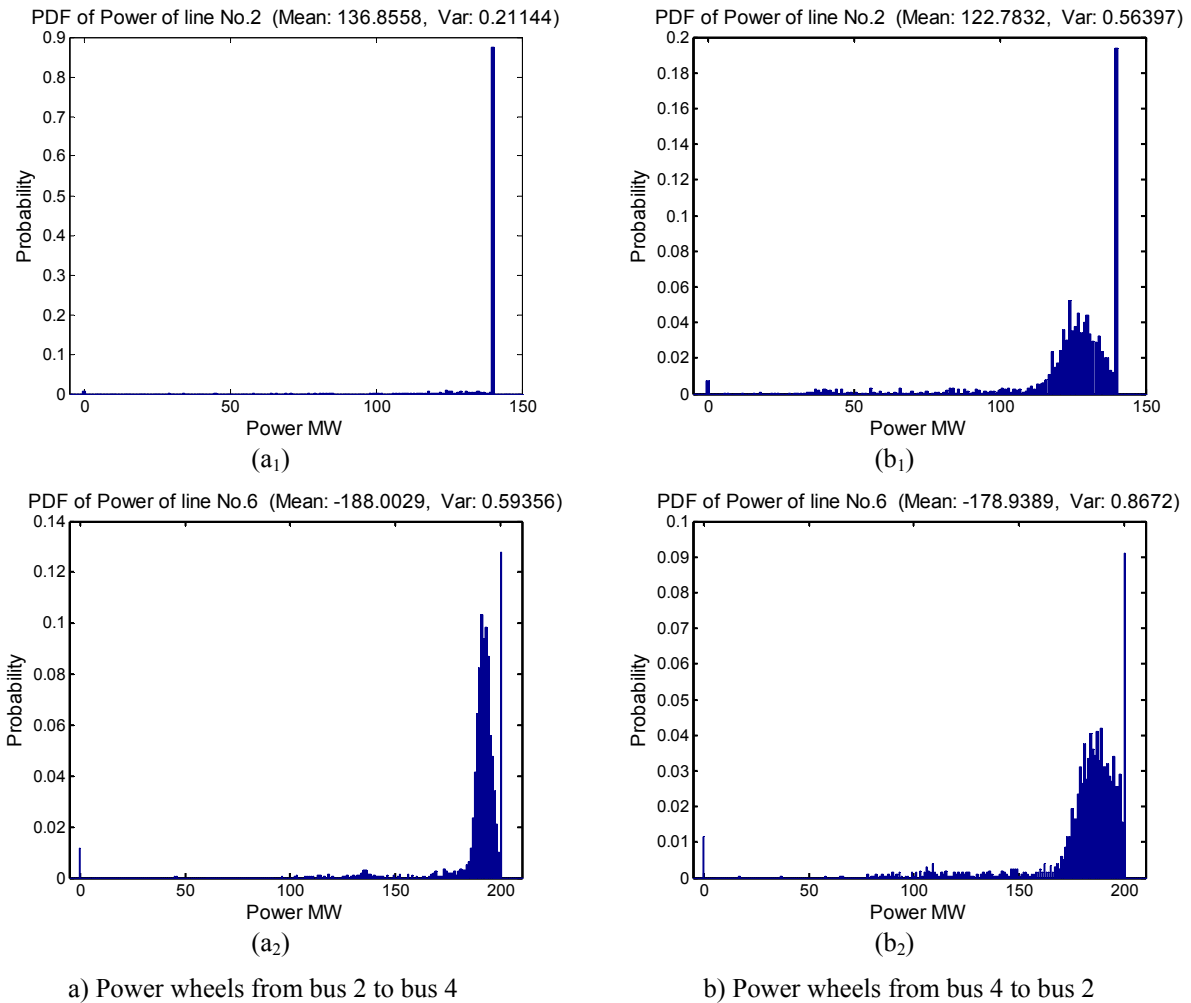 PDF of Power of line No.2 (Mean: 136.8558, Var: 0.21144)
0.9
0.8
0.7
0.6
0.5
0.4
0.3
0.2
0.1
0
Probability
0 50 100 150
Power MW
(a₁)
PDF of Power of line No.2 (Mean: 122.7832, Var: 0.56397)
0.2
0.18
0.16
0.14
0.12
0.1
0.08
0.06
0.04
0.02
0
Probability
0 50 100 150
Power MW
(b₁)
PDF of Power of line No.6 (Mean: -188.0029, Var: 0.59356)
0.14
0.12
0.1
0.08
0.06
0.04
0.02
0
Probability
0 50 100 150 200
Power MW
(a₂)
PDF of Power of line No.6 (Mean: -178.9389, Var: 0.8672)
0.1
0.09
0.08
0.07
0.06
0.05
0.04
0.03
0.02
0.01
0
Probability
0 50 100 150 200
Power MW
(b₂)
a) Power wheels from bus 2 to bus 4
b) Power wheels from bus 4 to bus 2